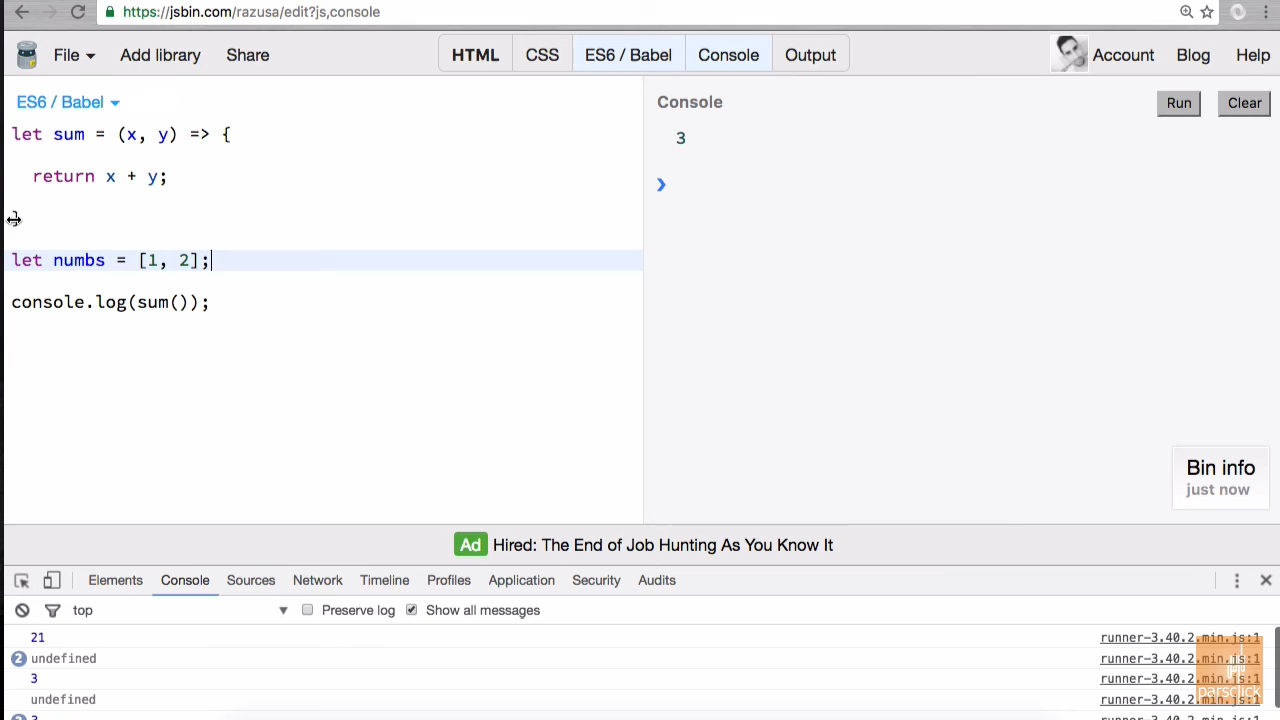 https://jsbin.com/razusa/edit?js,console
File Add library Share HTML CSS ES6 / Babel Console Output Account Blog Help
ES6 / Babel
let sum = (x, y) => {
return x + y;
}
let numbs = [1, 2];
console.log(sum());
Console Run Clear
3
Bin info
just now
Ad Hired: The End of Job Hunting As You Know It
Elements Console Sources Network Timeline Profiles Application Security Audits
top Preserve log Show all messages
21 runner-3.40.2.min.js:1
2 undefined runner-3.40.2.min.js:1
3 runner-3.40.2.min.js:1
undefined runner-3.40.2.min.js:1
parsclick